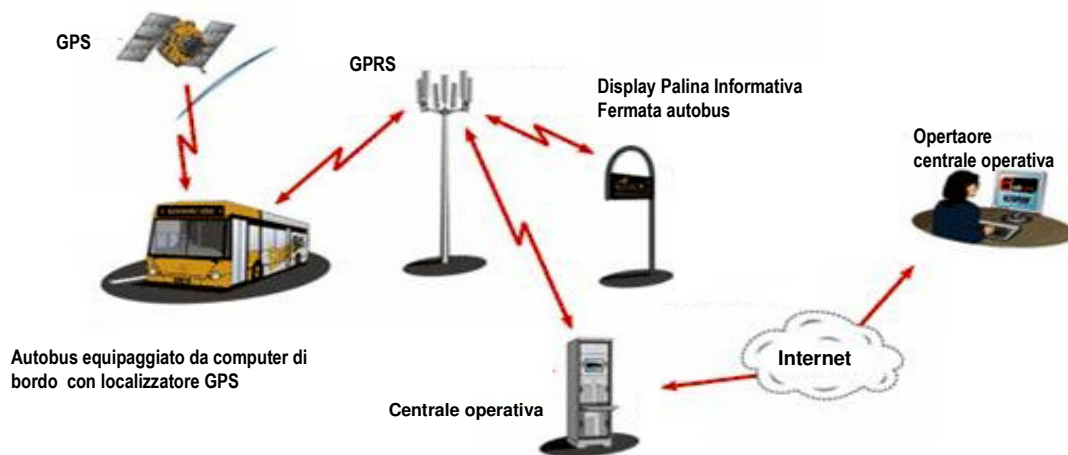 GPS
GPRS
Display Palina Informativa
Fermata autobus
Opertaore
centrale operativa
Autobus equipaggiato da computer di
bordo con localizzatore GPS
Internet
Centrale operativa